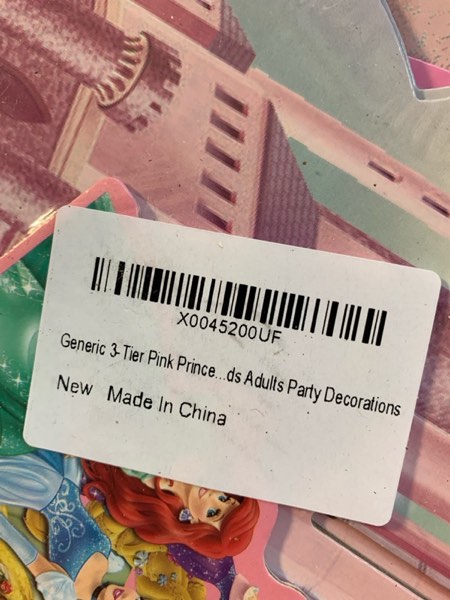 X0045200UF
Generic 3-Tier Pink Prince...ds Adults Party Decorations
New Made In China